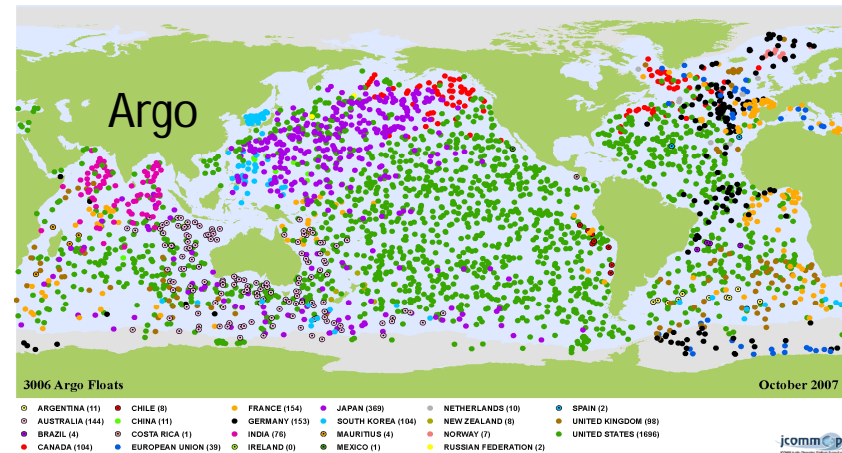 Argo
3006 Argo Floats
October 2007
ARGENTINA (11)
CHILE (8)
FRANCE (154)
JAPAN (369)
NETHERLANDS (10)
SPAIN (2)
AUSTRALIA (144)
CHINA (11)
GERMANY (153)
SOUTH KOREA (104)
NEW ZEALAND (8)
UNITED KINGDOM (98)
BRAZIL (4)
COSTA RICA (1)
INDIA (76)
MAURITIUS (4)
NORWAY (7)
UNITED STATES (1696)
CANADA (104)
EUROPEAN UNION (39)
IRELAND (0)
MEXICO (1)
RUSSIAN FEDERATION (2)